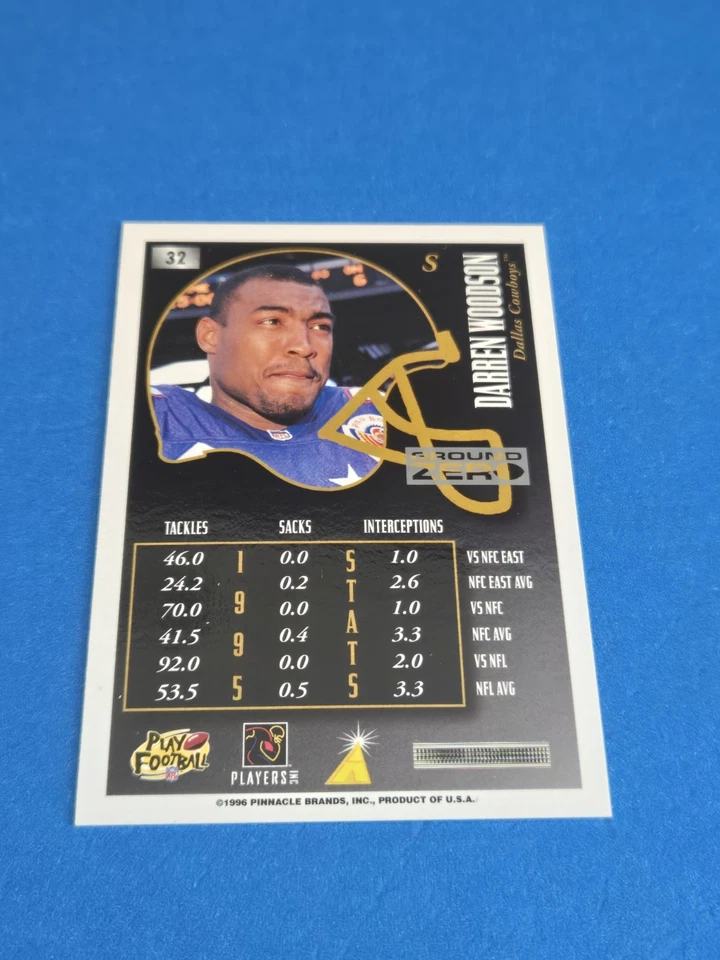 32
S
DARREN WOODSON
Dallas Cowboys™
GROUND
ZERO
TACKLES SACKS INTERCEPTIONS
1995 STATS
46.0 0.0 1.0 VS NFC EAST
24.2 0.2 2.6 NFC EAST AVG
70.0 0.0 1.0 VS NFC
41.5 0.4 3.3 NFC AVG
92.0 0.0 2.0 VS NFL
53.5 0.5 3.3 NFL AVG
PLAY
FOOTBALL
NFL
PLAYERS INC
©1996 PINNACLE BRANDS, INC., PRODUCT OF U.S.A.